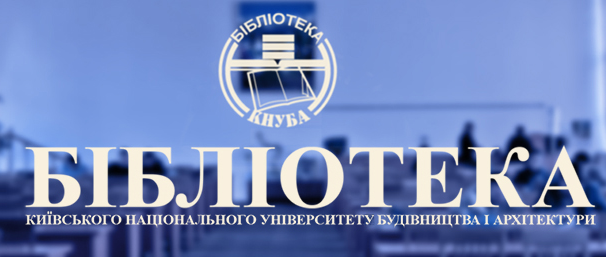 БІБЛІОТЕКА
КНУБА
БІБЛІОТЕКА
КИЇВСЬКОГО НАЦІОНАЛЬНОГО УНІВЕРСИТЕТУ БУДІВНИЦТВА І АРХІТЕКТУРИ